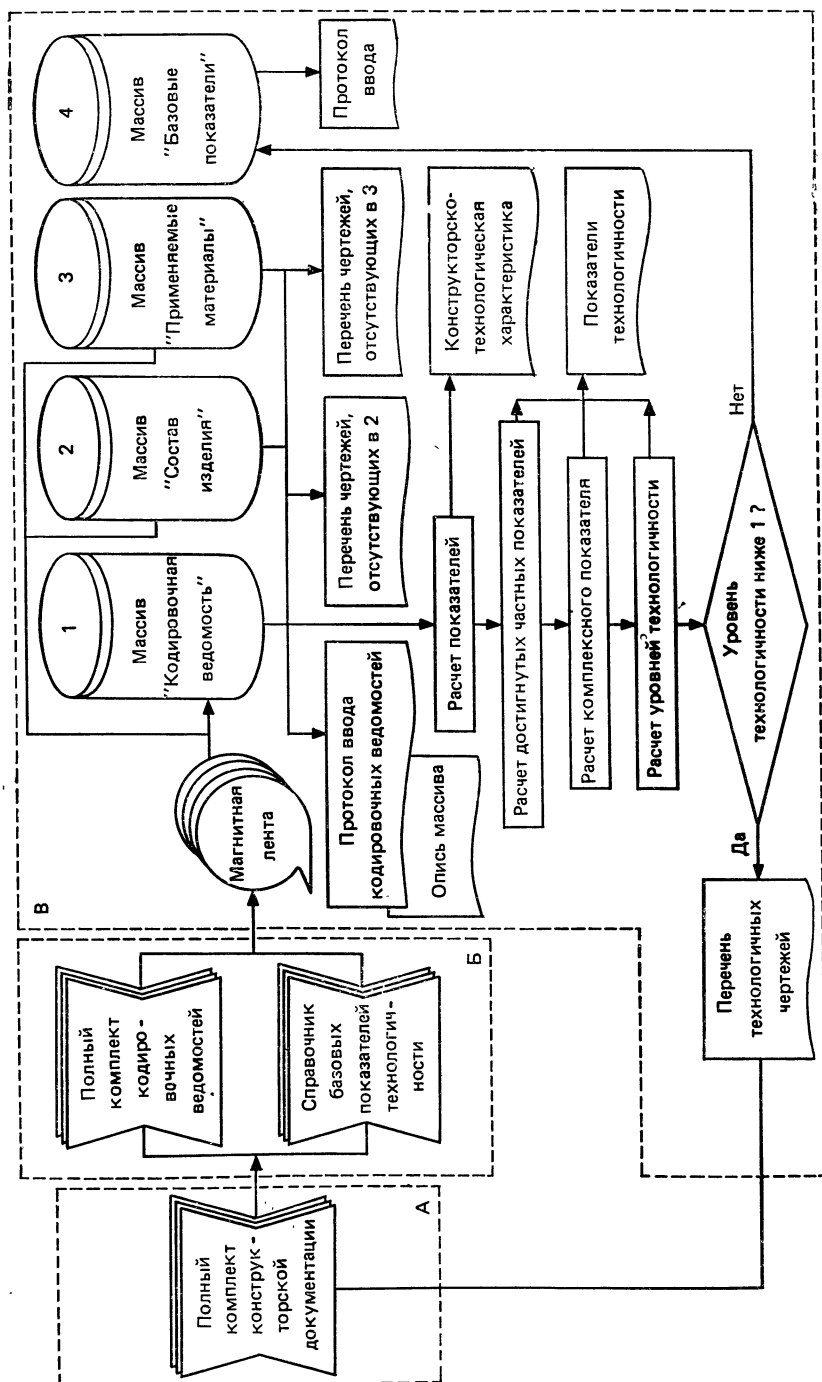 Полный
комплект
конструк-
торской
документации
А
Полный
комплект
кодиро-
вочных
ведомостей
Справочник
базовых
показателей
технологич-
ности
Б
В
Магнитная
лента
1
Массив
"Кодировочная
ведомость"
2
Массив
"Состав
изделия"
3
Массив
"Применяемые
материалы"
4
Массив
"Базовые
показатели"
Протокол
ввода
Протокол ввода
кодировочных ведомостей
Опись массива
Перечень чертежей,
отсутствующих в 2
Перечень чертежей,
отсутствующих в 3
Расчет показателей
Конструкторско-
технологическая
характеристика
Расчет достигнутых частных показателей
Расчет комплексного показателя
Показатели
технологичности
Расчет уровней технологичности
Уровень
технологичности ниже 1 ?
Да
Нет
Перечень
технологичных
чертежей